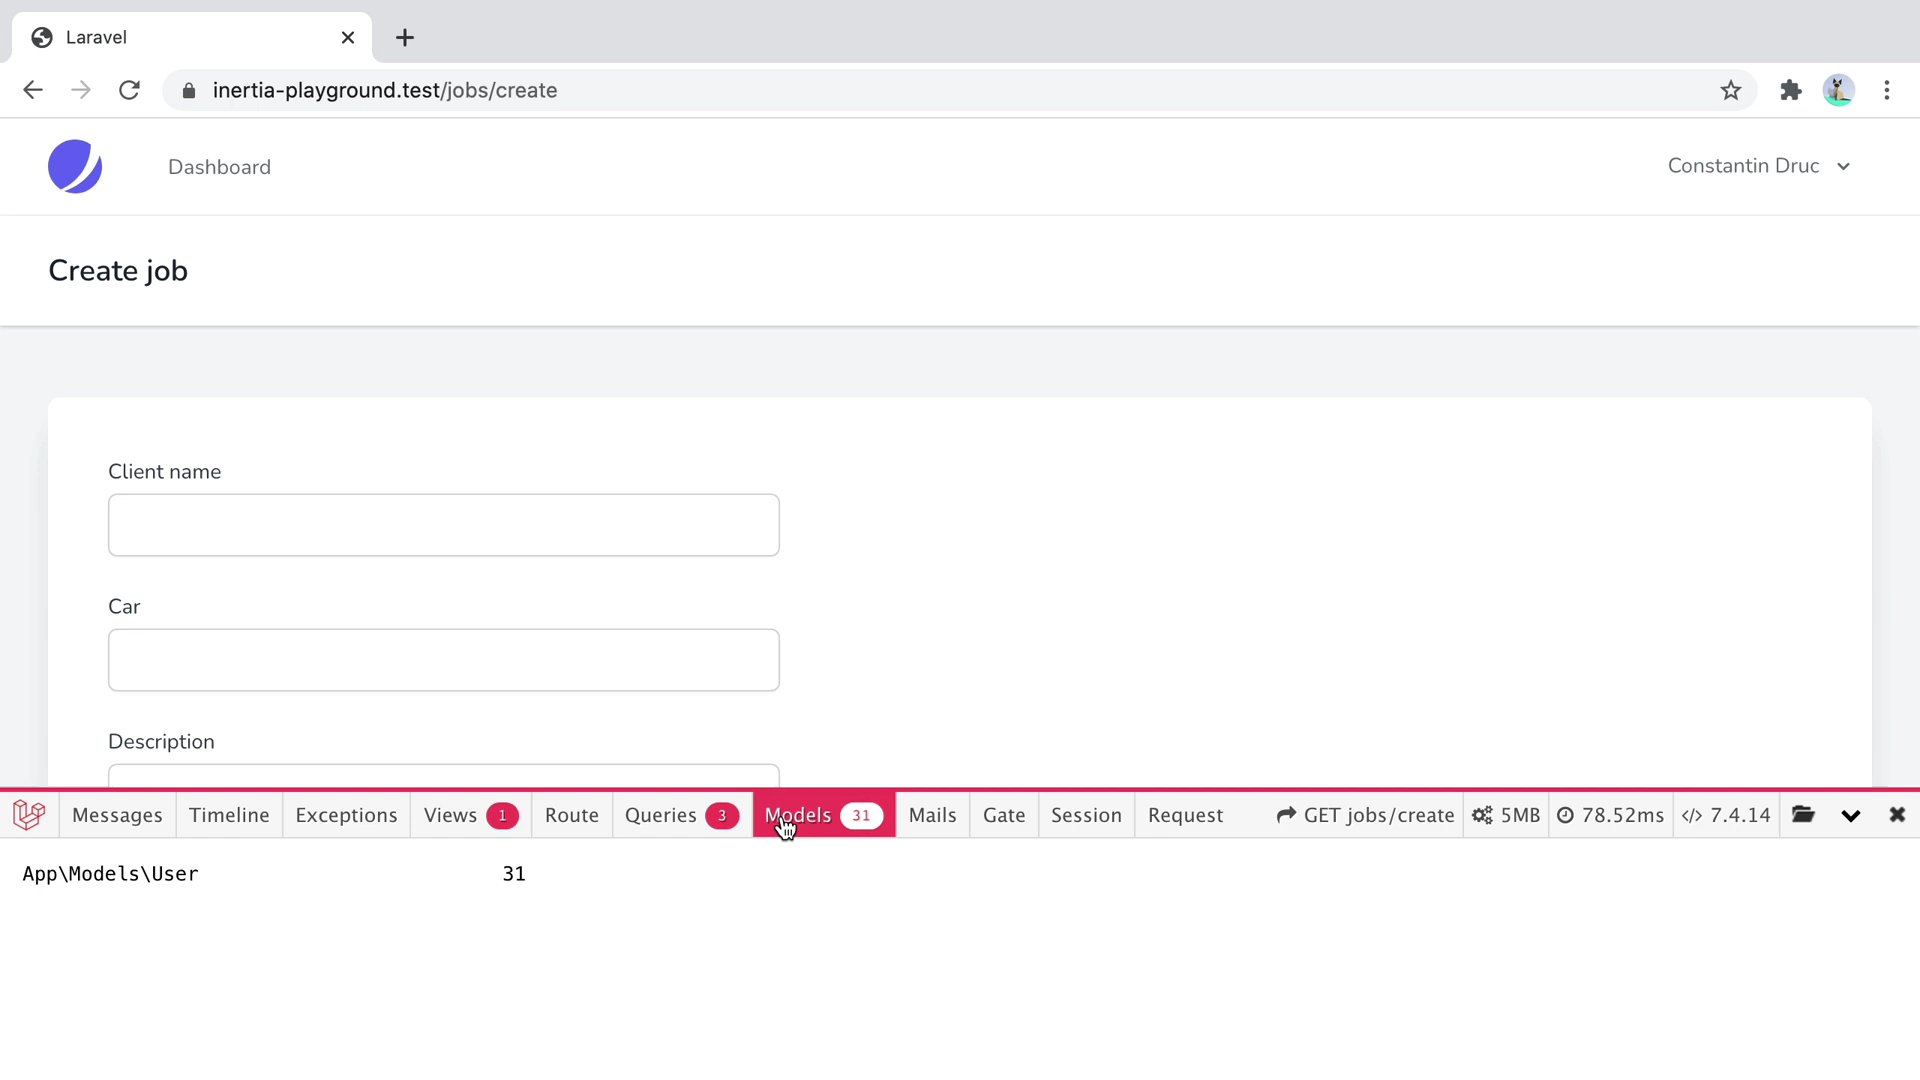 Laravel
inertia-playground.test/jobs/create
Dashboard
Constantin Druc
Create job
Client name
Car
Description
Messages Timeline Exceptions Views 1 Route Queries 3 Models 31 Mails Gate Session Request GET jobs/create 5MB 78.52ms </> 7.4.14
App\Models\User 31